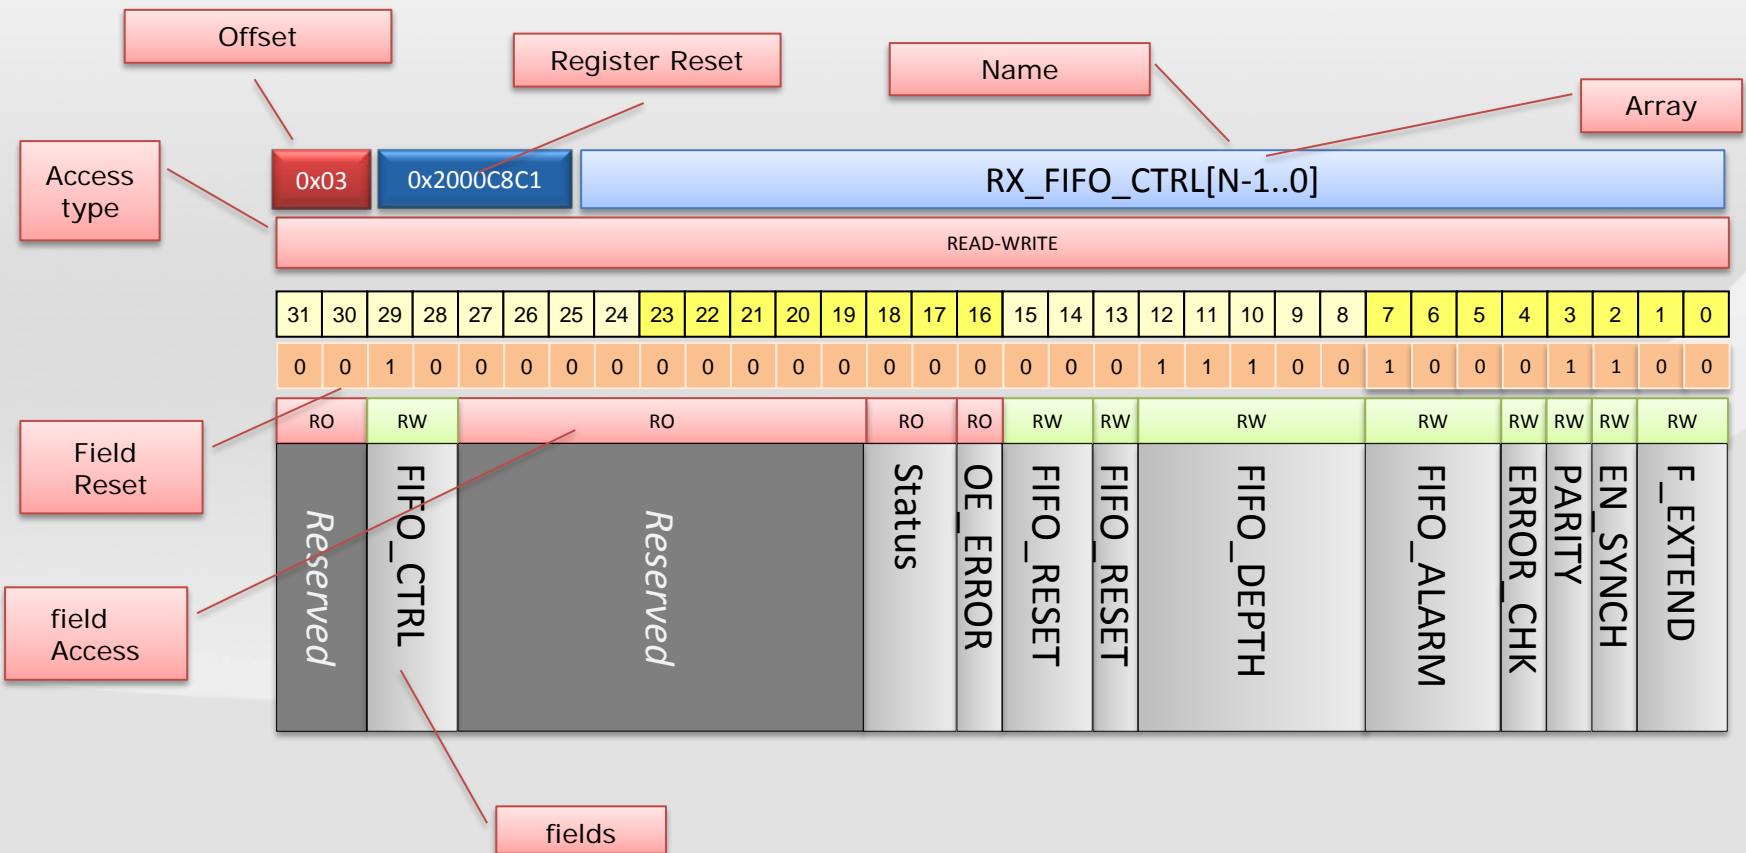 Offset
Register Reset
Name
Array
Access
type
0x03 0x2000C8C1 RX_FIFO_CTRL[N-1..0]
READ-WRITE
31 30 29 28 27 26 25 24 23 22 21 20 19 18 17 16 15 14 13 12 11 10 9 8 7 6 5 4 3 2 1 0
0 0 1 0 0 0 0 0 0 0 0 0 0 0 0 0 0 0 0 1 1 1 0 0 1 0 0 0 1 1 0 0
RO RW RO RO RO RW RW RW RW RW RW RW RW
Field
Reset
field
Access
Reserved
FIFO_CTRL
Reserved
Status
OE_ERROR
FIFO_RESET
FIFO_RESET
FIFO_DEPTH
FIFO_ALARM
ERROR_CHK
PARITY
EN_SYNCH
F_EXTEND
fields